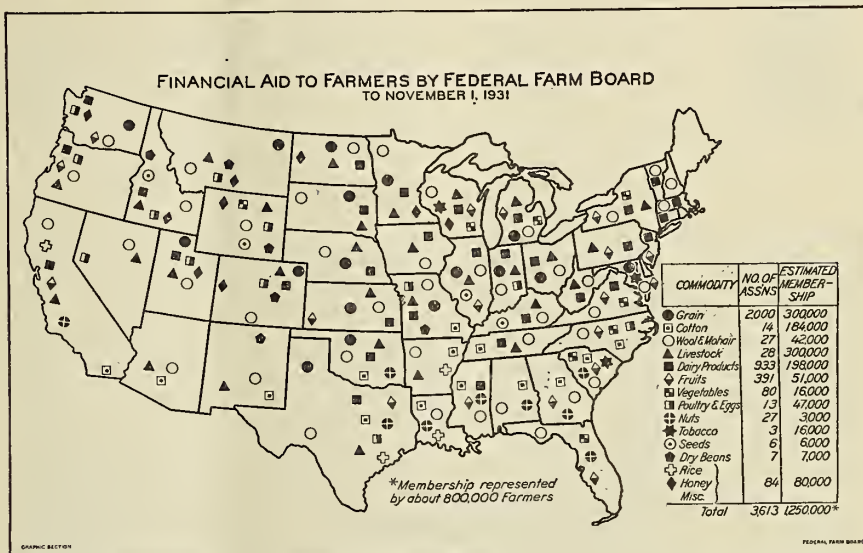 FINANCIAL AID TO FARMERS BY FEDERAL FARM BOARD
TO NOVEMBER 1, 1931
COMMODITY NO. OF ASSNS ESTIMATED MEMBER-SHIP
Grain 2000 300,000
Cotton 14 184,000
Wool & Mohair 27 42,000
Livestock 28 300,000
Dairy Products 933 198,000
Fruits 391 51,000
Vegetables 80 16,000
Poultry & Eggs 13 47,000
Nuts 27 3,000
Tobacco 3 16,000
Seeds 6 6,000
Dry Beans 7 7,000
Rice
Honey 84 80,000
Misc.
Total 3,613 1,250,000*
*Membership represented
by about 800,000 Farmers
GRAPHIC SECTION
FEDERAL FARM BOARD